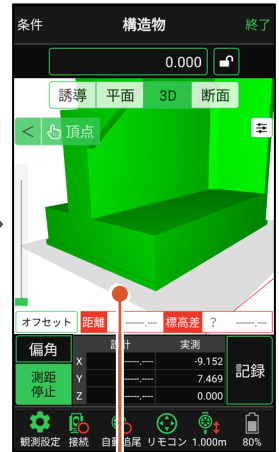 条件 構造物 終了
0.000
誘導 平面 3D 断面
< 頂点
オフセット 距離 -----.--- 標高差 ? -----.---
偏角 設計 実測
X -----.--- -9.152
測距停止 Y -----.--- 7.469 記録
Z -----.--- 0.000
観測設定 接続 自動追尾 リモコン 1.000m 80%